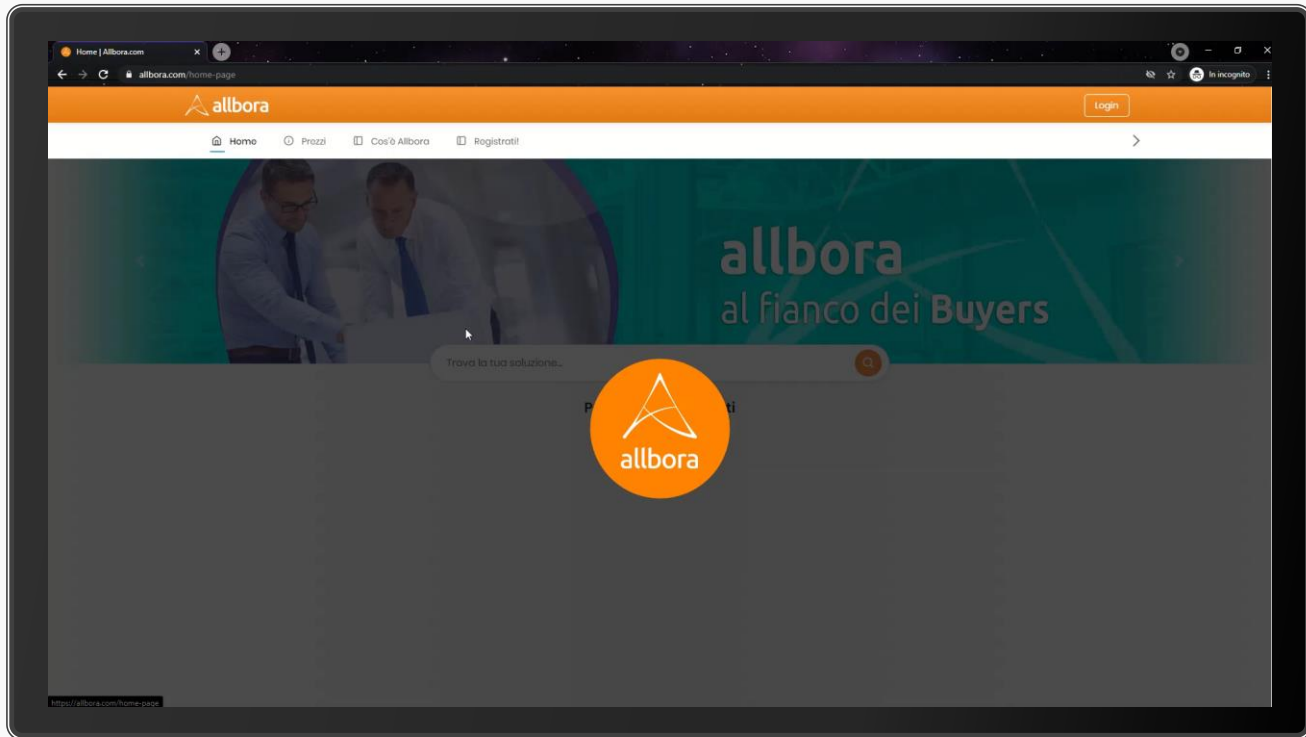 Home | Allbora.com
allbora.com/home-page
In incognito
allbora
Login
Home
Prezzi
Cos'è Allbora
Registrati!
allbora
al fianco dei Buyers
Trova la tua soluzione...
allbora
https://allbora.com/home-page